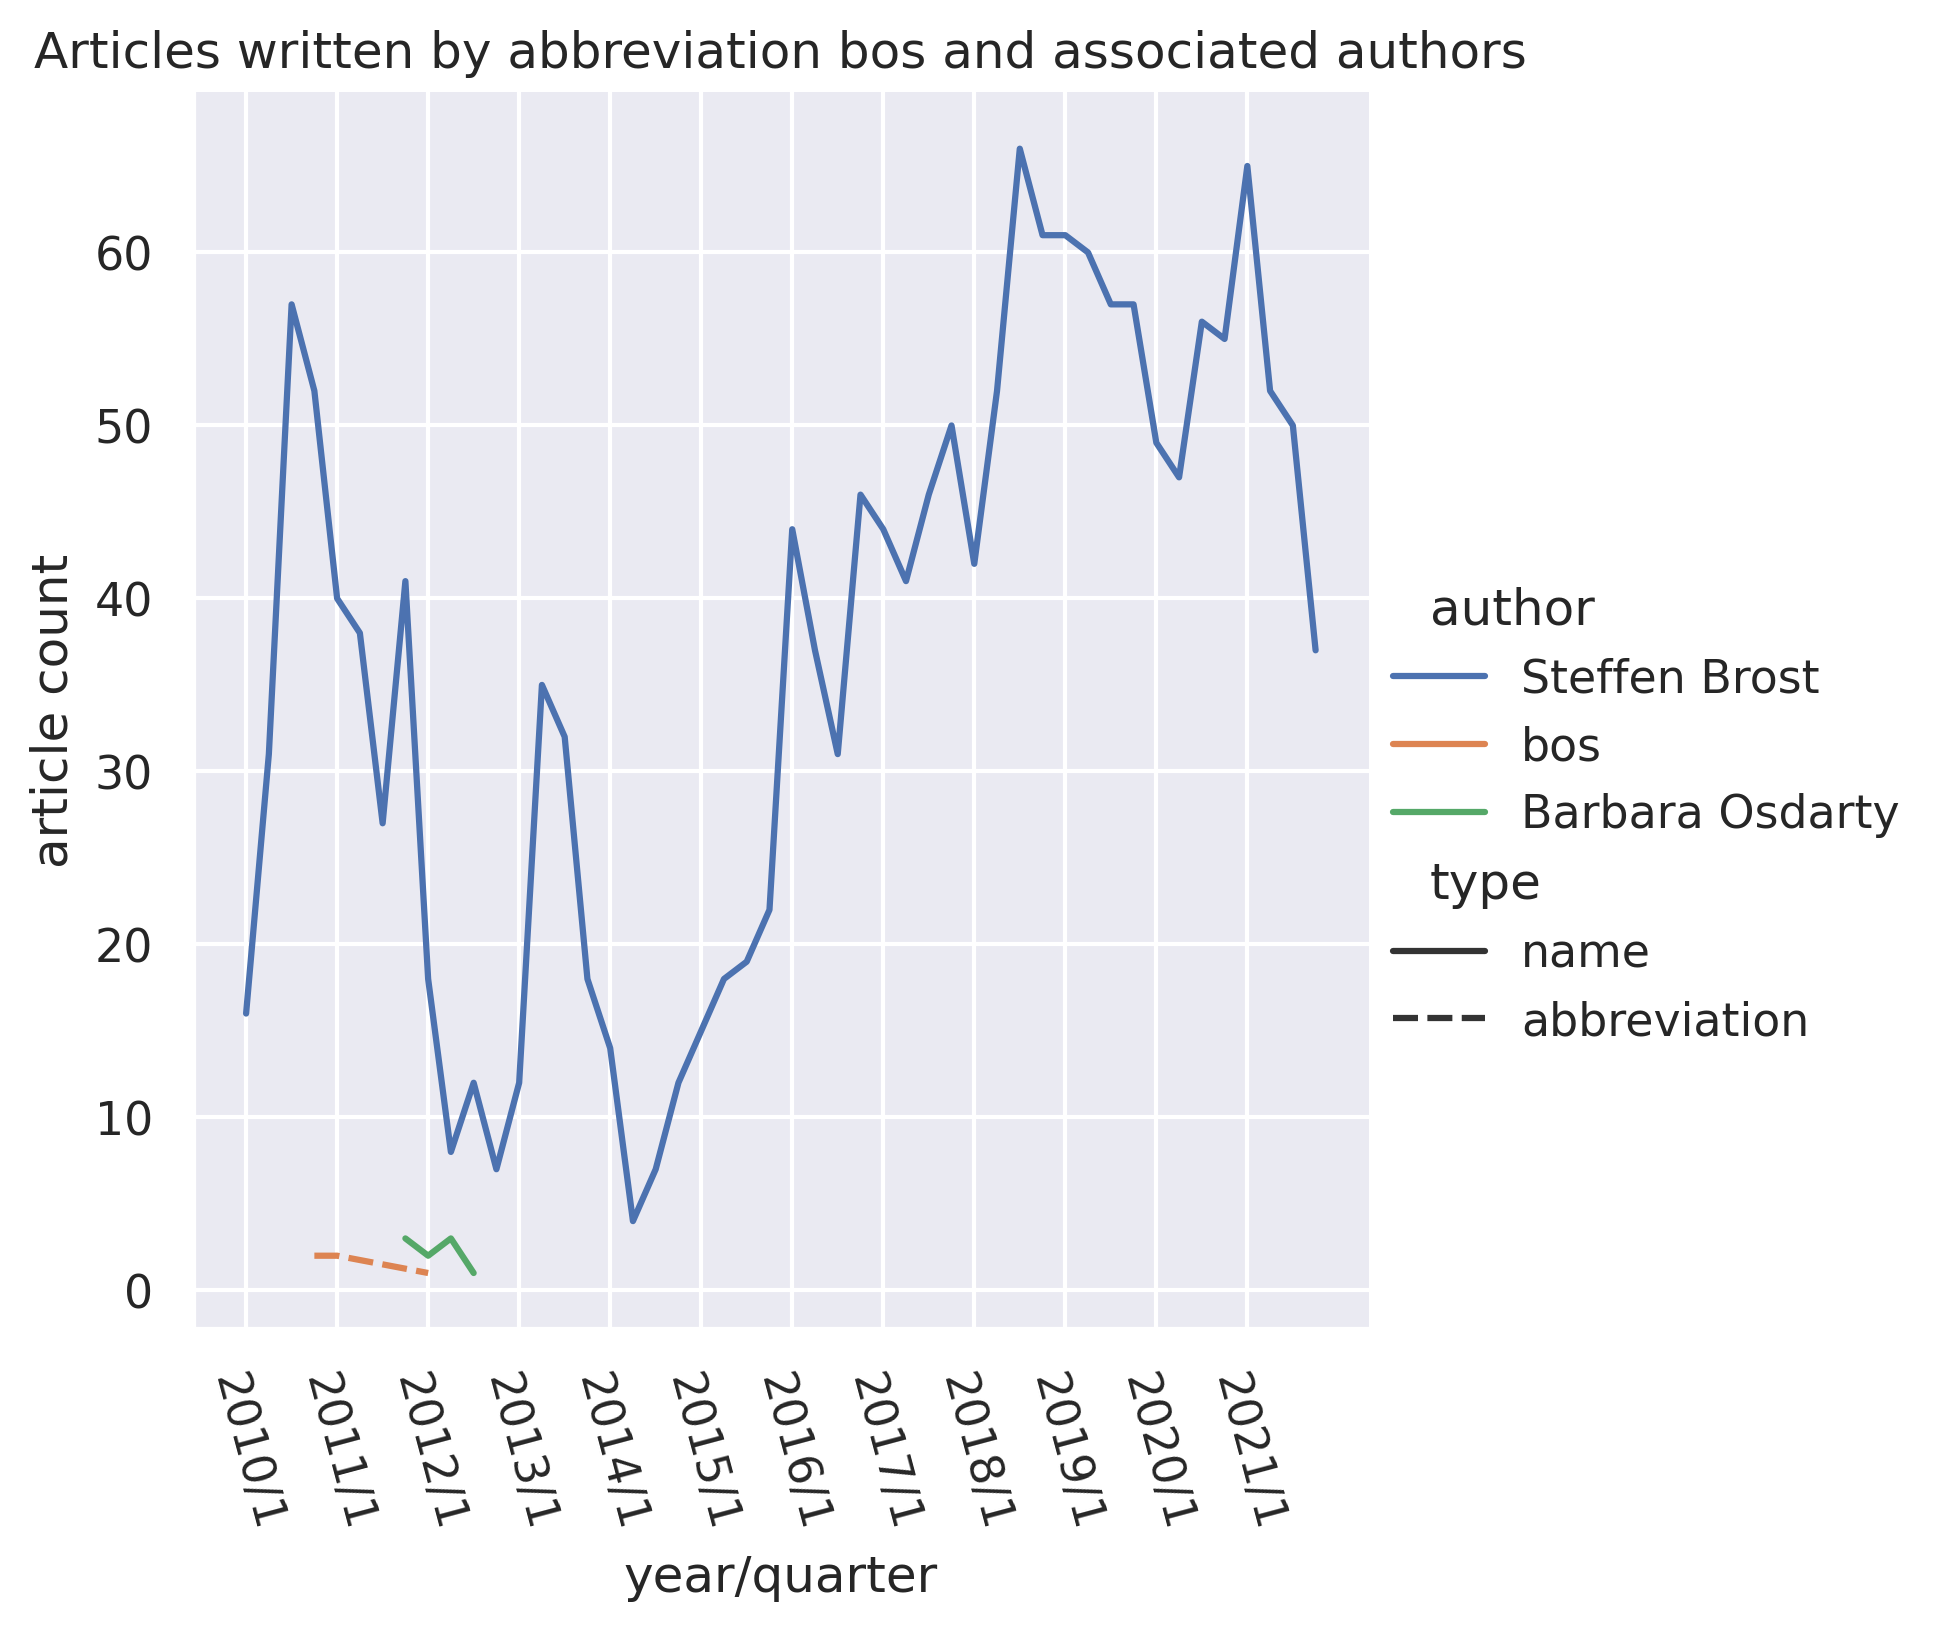 Articles written by abbreviation bos and associated authors
article count
60
50
40
30
20
10
0
2010/1
2011/1
2012/1
2013/1
2014/1
2015/1
2016/1
2017/1
2018/1
2019/1
2020/1
2021/1
year/quarter
author
Steffen Brost
bos
Barbara Osdarty
type
name
abbreviation